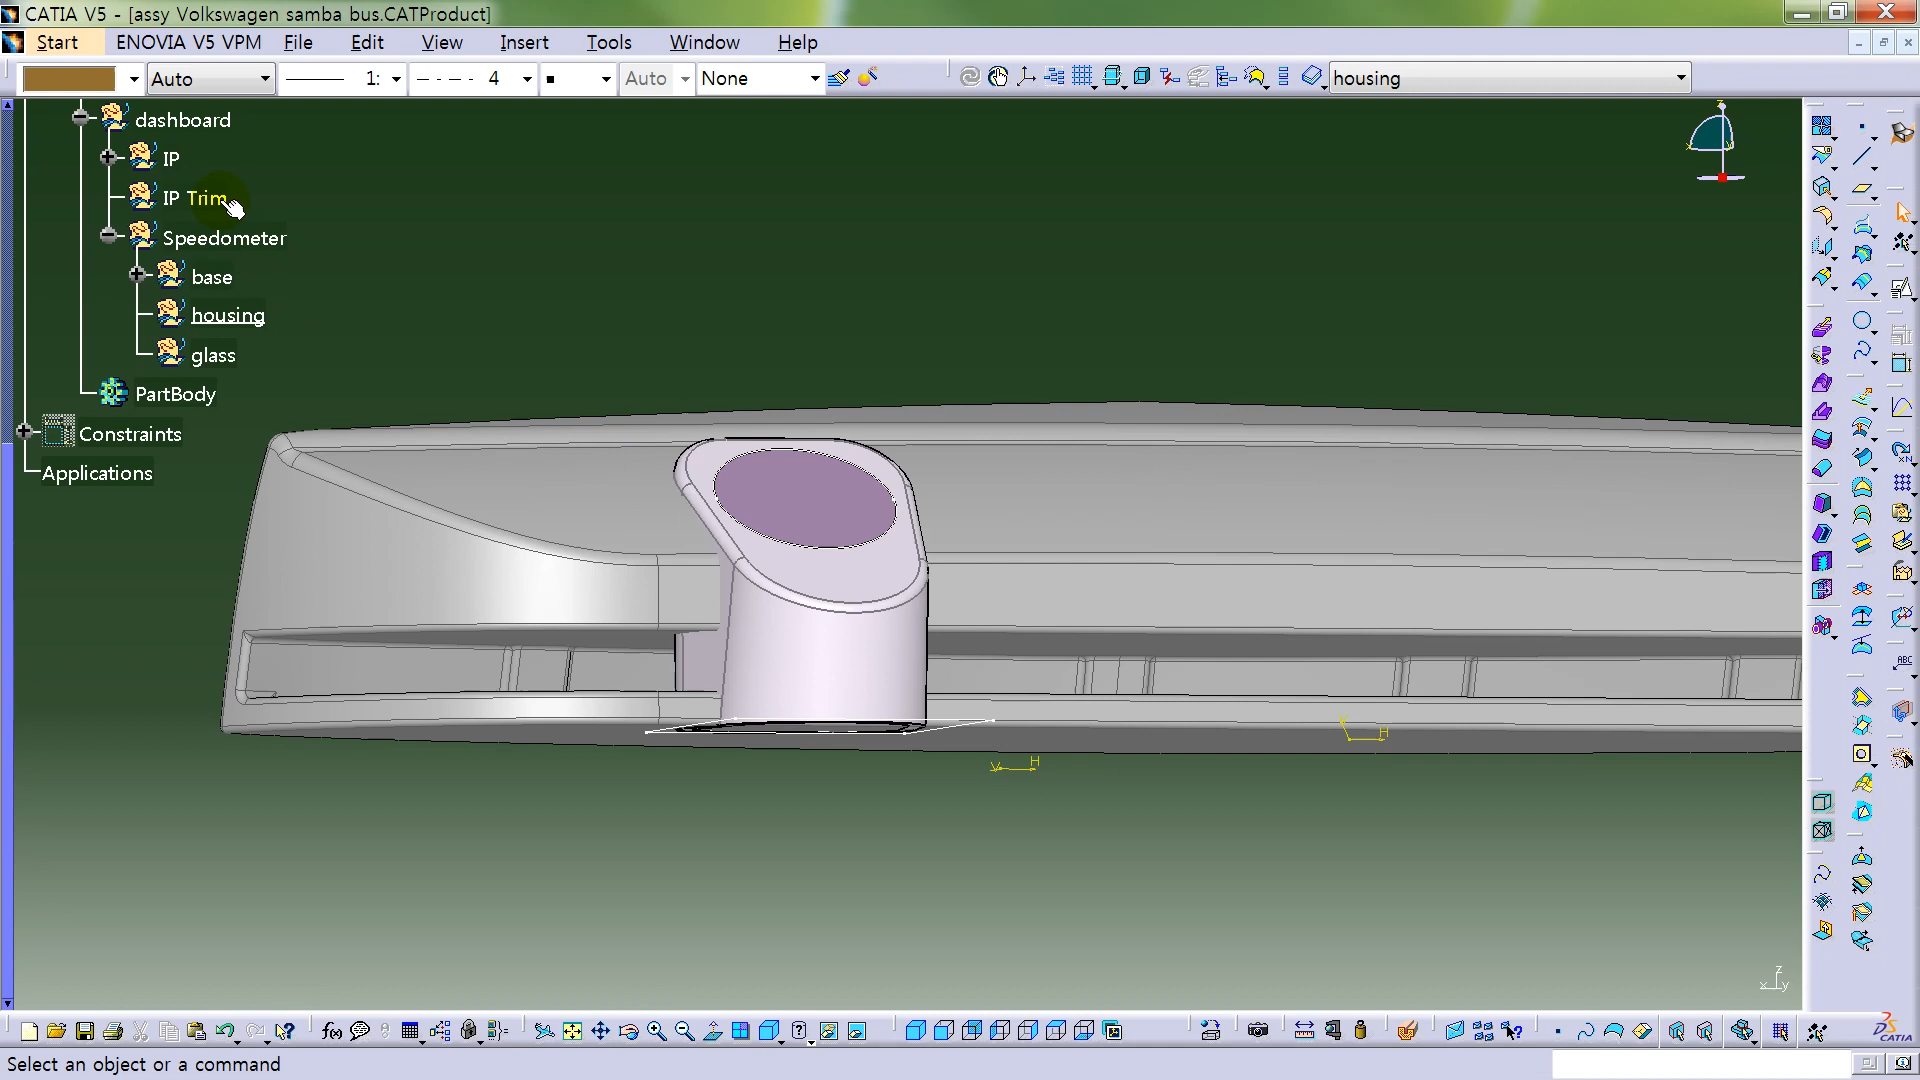 CATIA V5 - [assy Volkswagen samba bus.CATProduct]
Start ENOVIA V5 VPM File Edit View Insert Tools Window Help
Auto 1: 4 Auto None housing
dashboard
IP
IP Trim
Speedometer
base
housing
glass
PartBody
Constraints
Applications
H
V H
z
x y
ABC
f(x)
CATIA
Select an object or a command